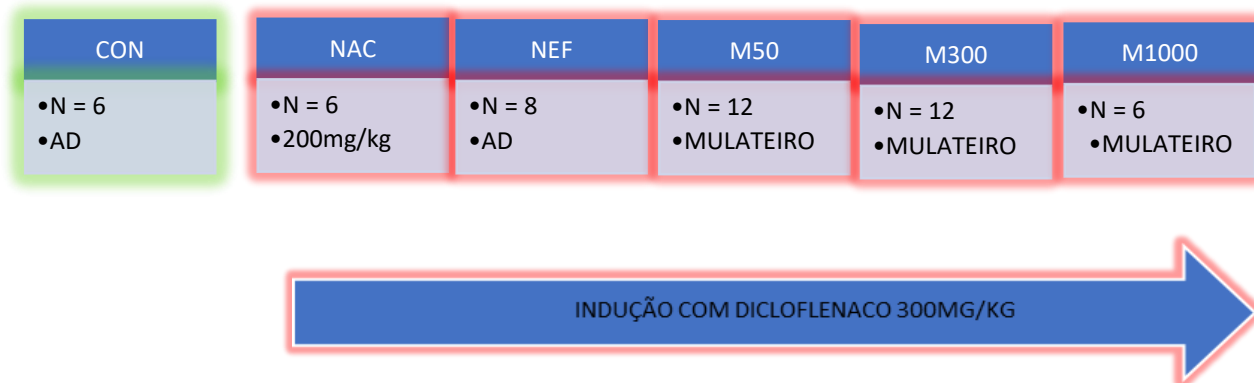 CON
•N = 6
•AD
NAC
•N = 6
•200mg/kg
NEF
•N = 8
•AD
M50
•N = 12
•MULATEIRO
M300
•N = 12
•MULATEIRO
M1000
•N = 6
•MULATEIRO
INDUÇÃO COM DICLOFLENACO 300MG/KG